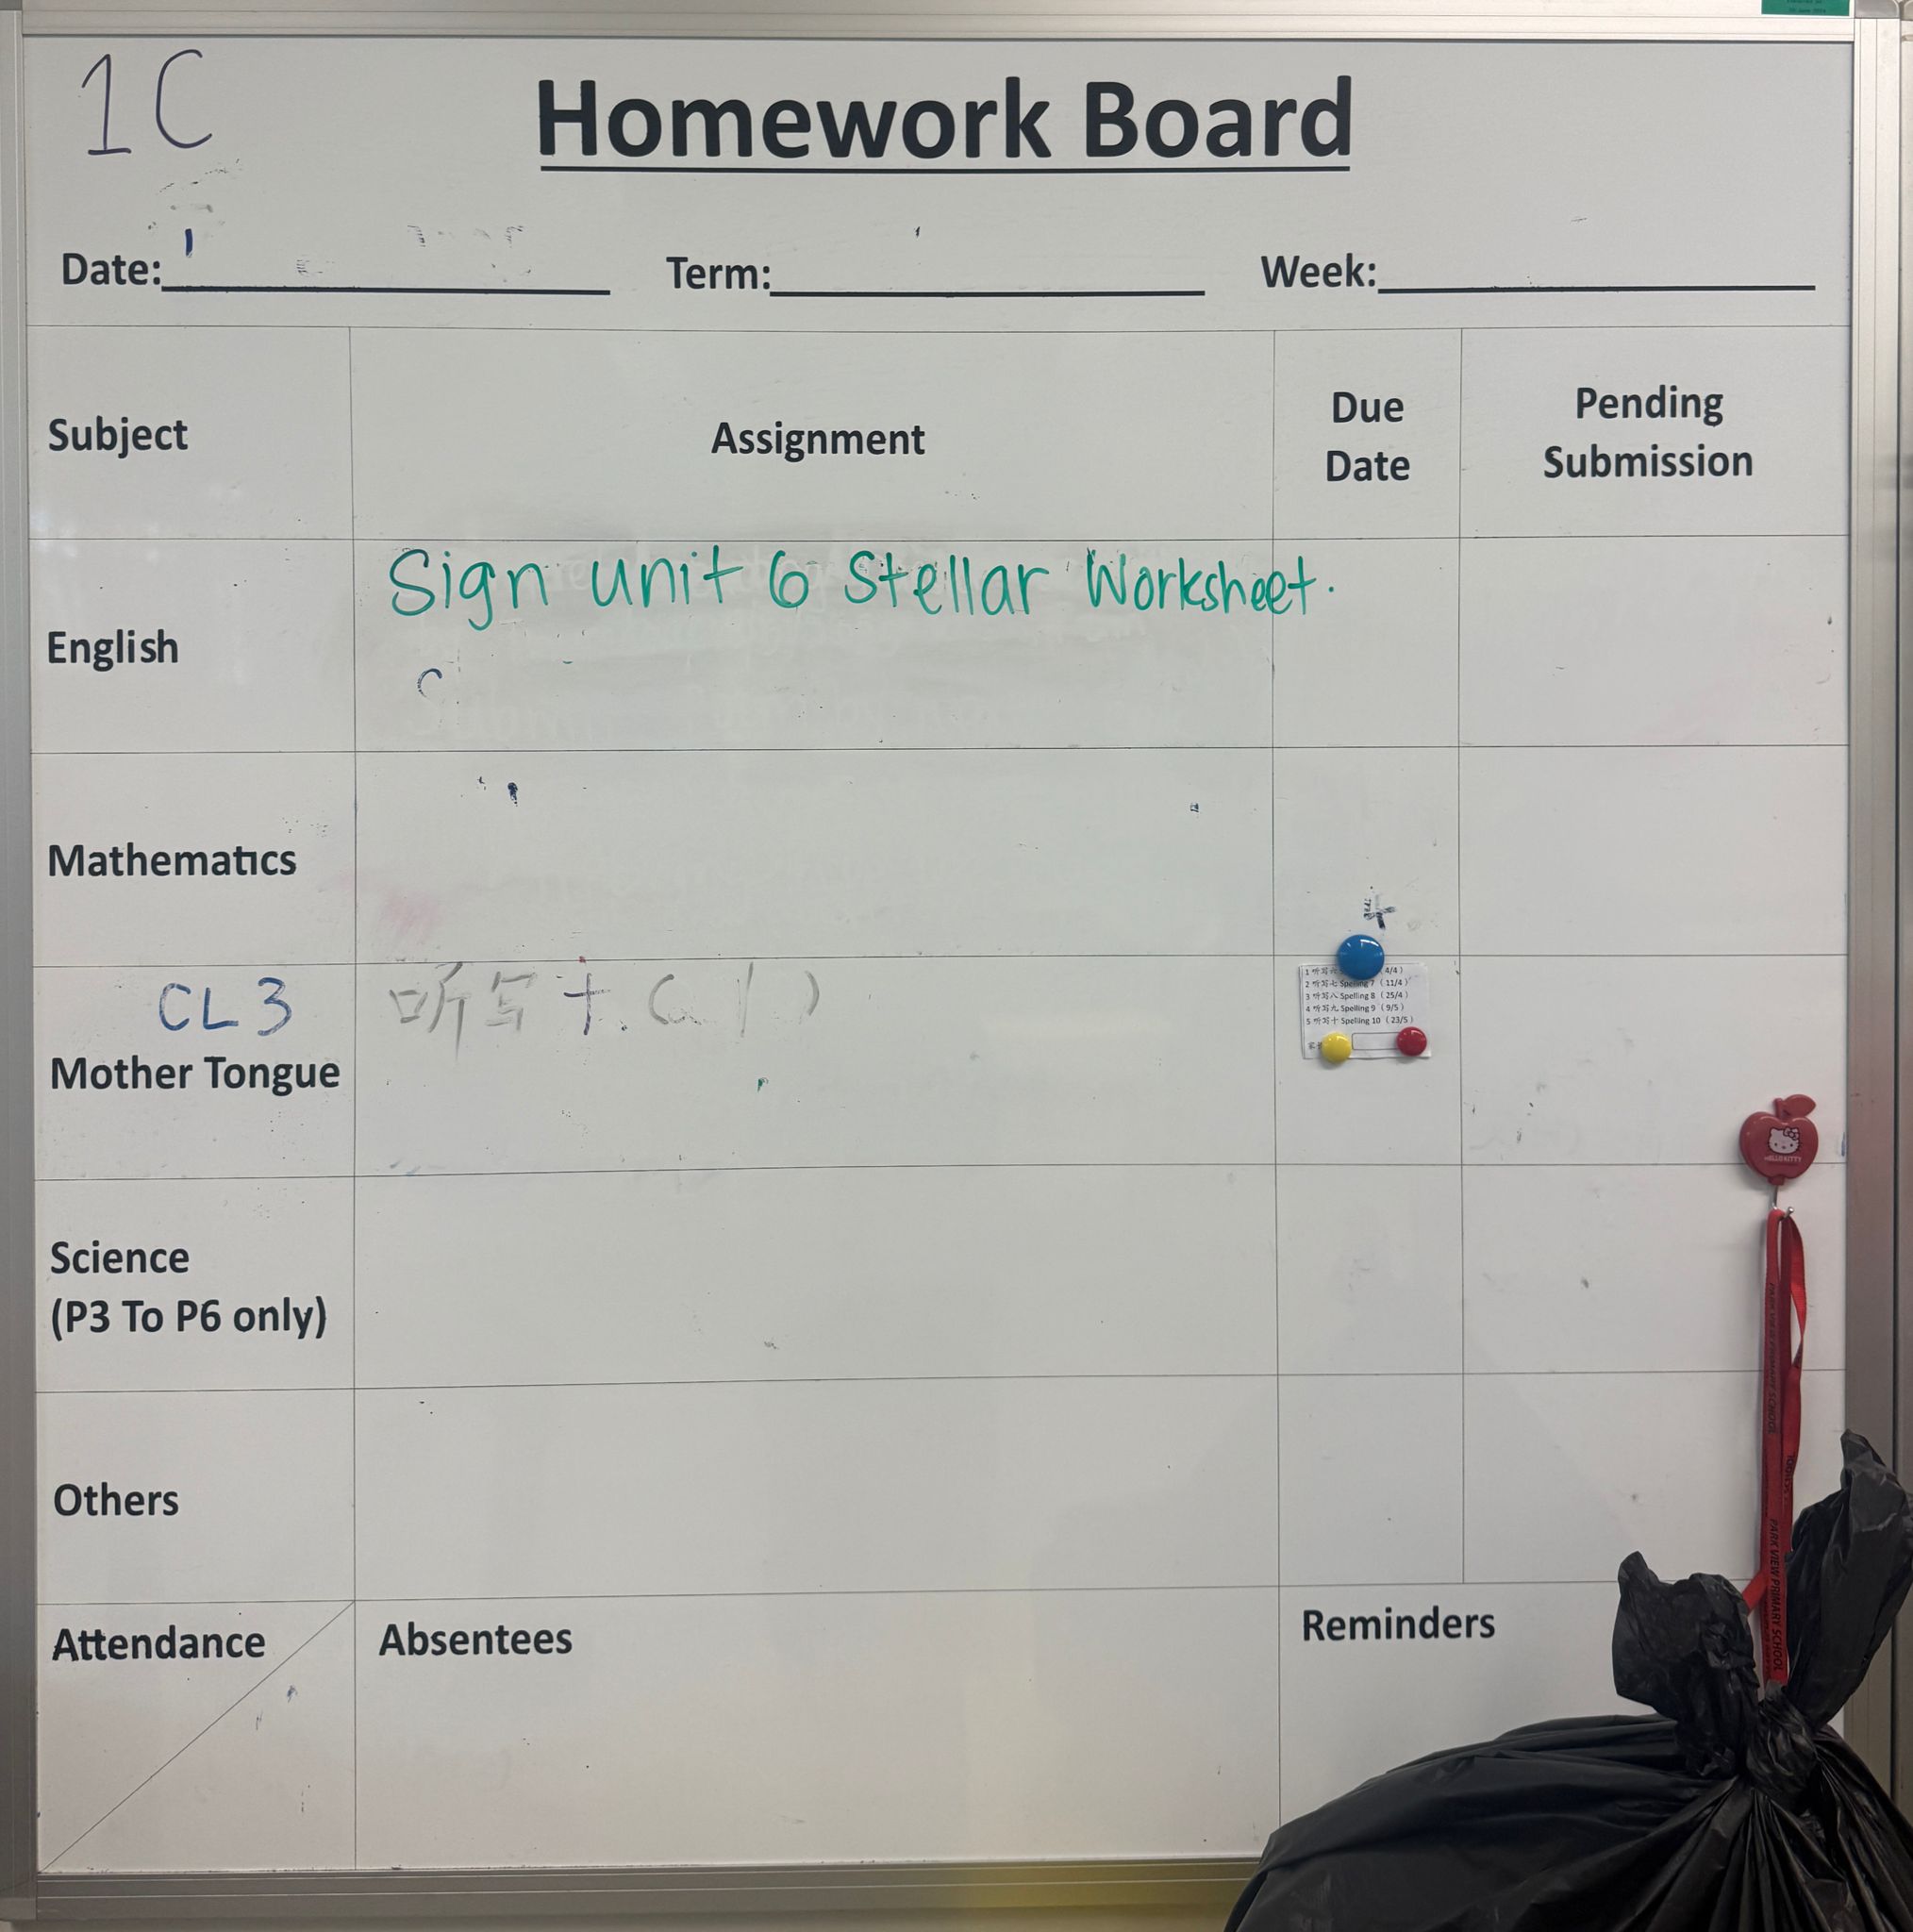 1C
Homework Board
Date:
Term:
Week:
Subject
Assignment
Due
Date
Pending
Submission
English
Sign unit 6 Stellar Worksheet.
Mathematics
CL 3
Mother Tongue
听写十
1 听写 (4/4)
2 听写七 Spelling 7 (11/4)
3 听写八 Spelling 8 (25/4)
4 听写九 Spelling 9 (9/5)
5 听写十 Spelling 10 (23/5)
HELLO KITTY
Science
(P3 To P6 only)
Others
PARK VIEW PRIMARY SCHOOL
Attendance
Absentees
Reminders